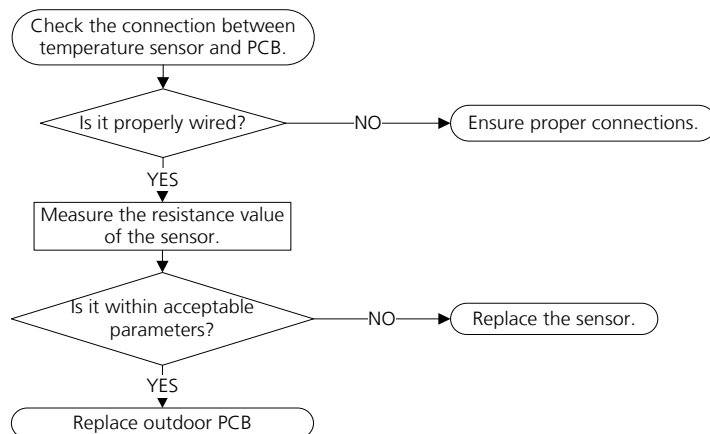 Check the connection between
temperature sensor and PCB.
Is it properly wired?
NO
Ensure proper connections.
YES
Measure the resistance value
of the sensor.
Is it within acceptable
parameters?
NO
Replace the sensor.
YES
Replace outdoor PCB